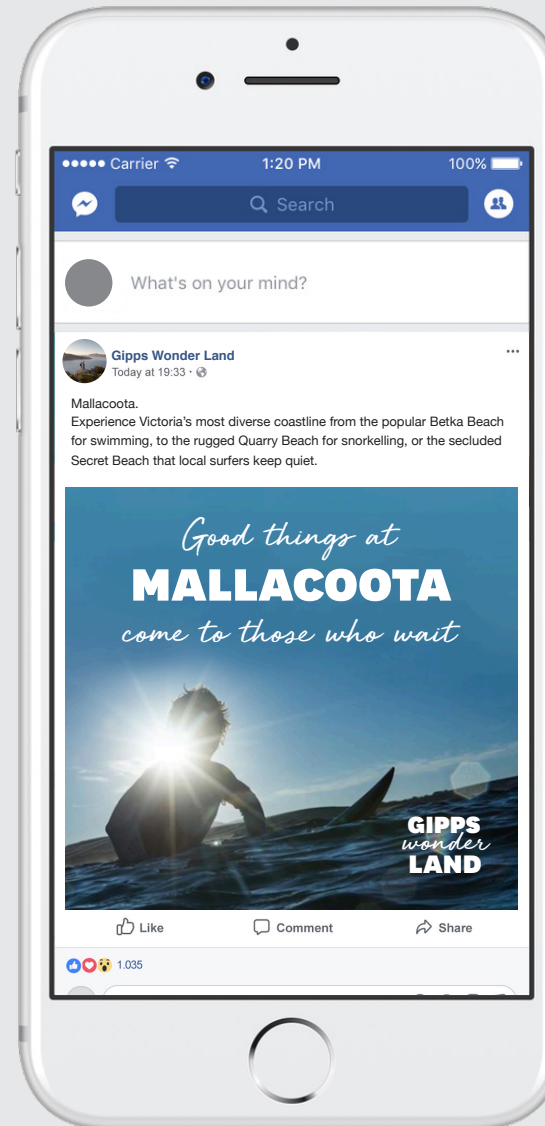 Carrier 1:20 PM 100%
Search
What's on your mind?
Gipps Wonder Land
Today at 19:33 ·
Mallacoota.
Experience Victoria’s most diverse coastline from the popular Betka Beach
for swimming, to the rugged Quarry Beach for snorkelling, or the secluded
Secret Beach that local surfers keep quiet.
Good things at
MALLACOOTA
come to those who wait
GIPPS
wonder
LAND
Like Comment Share
1.035